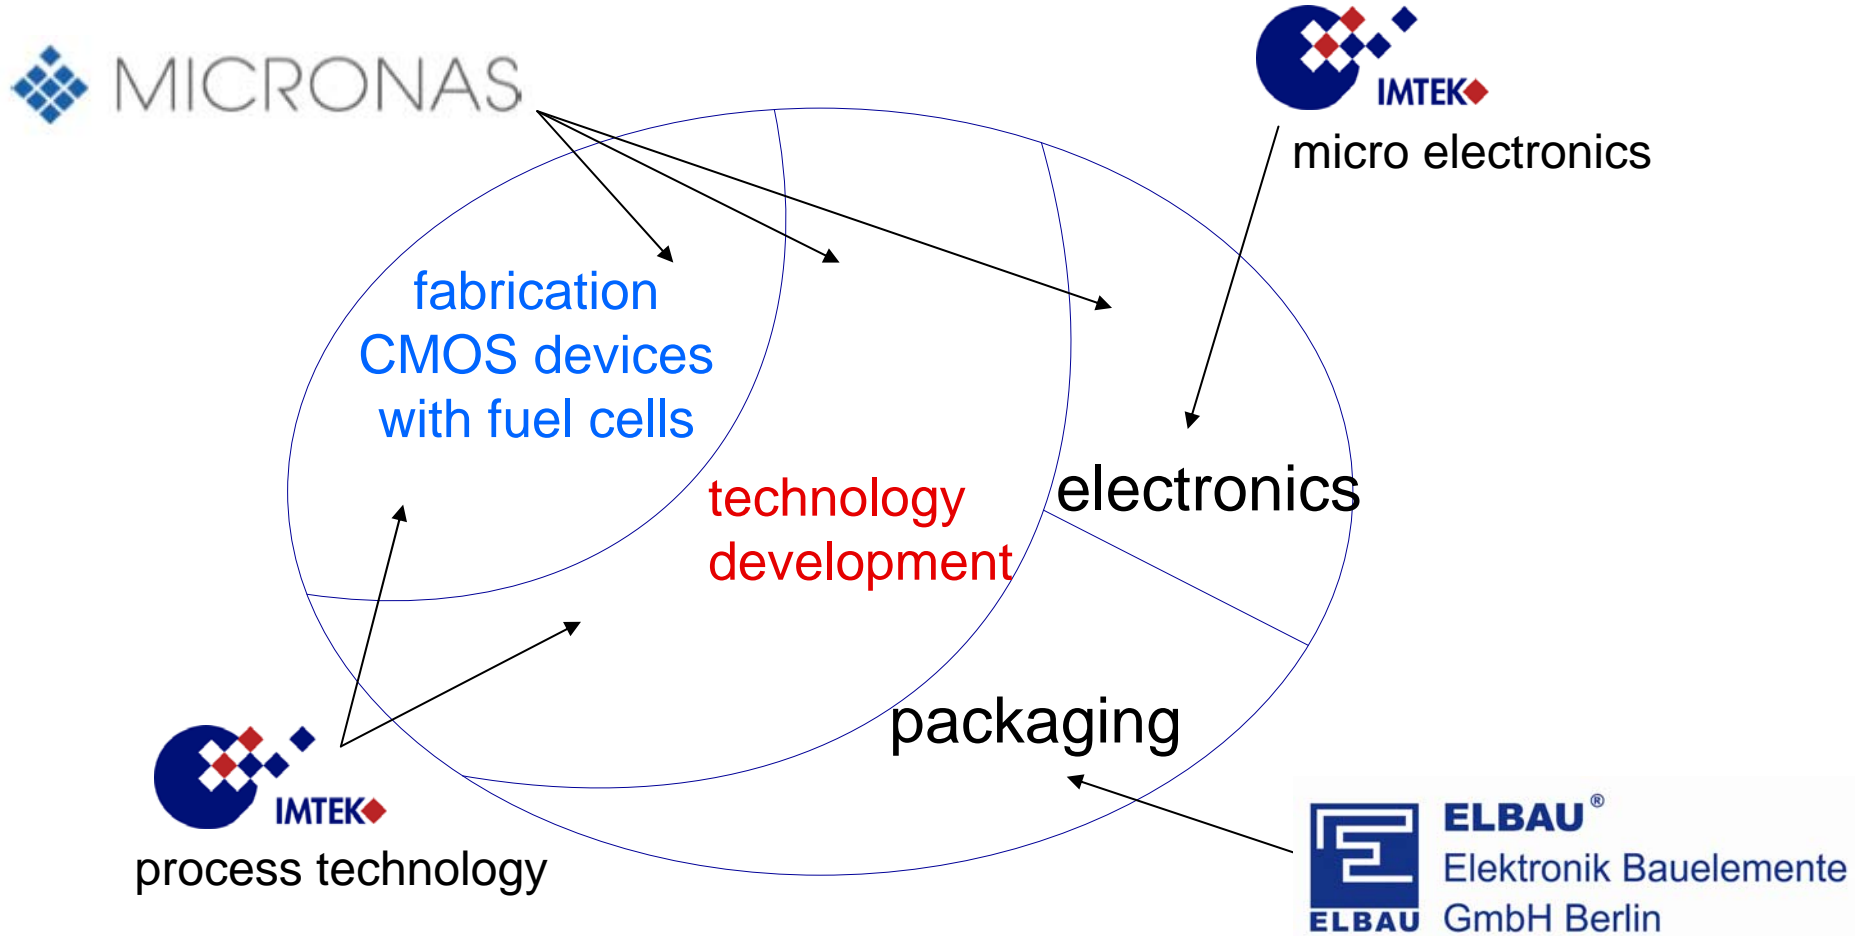 MICRONAS
IMTEK
micro electronics
fabrication
CMOS devices
with fuel cells
technology
development
electronics
packaging
IMTEK
process technology
ELBAU®
Elektronik Bauelemente
GmbH Berlin
ELBAU